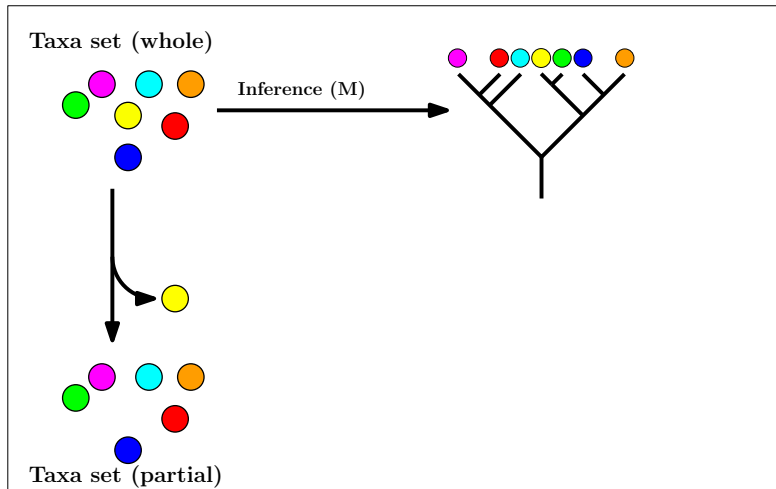 Taxa set (whole)
Inference (M)
Taxa set (partial)